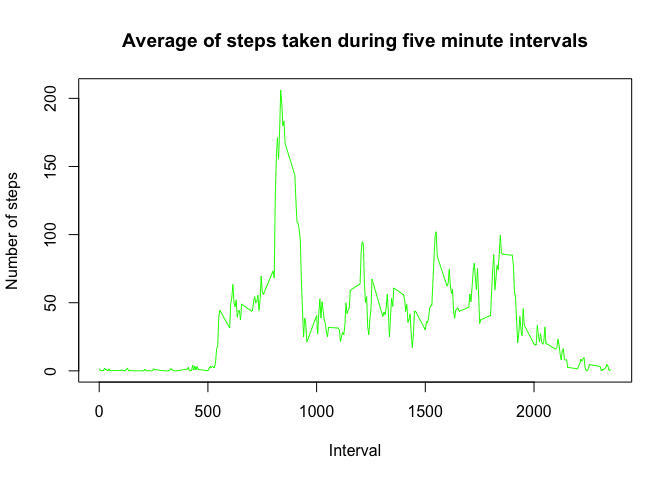 Average of steps taken during five minute intervals
Number of steps
200
150
100
50
0
0 500 1000 1500 2000
Interval